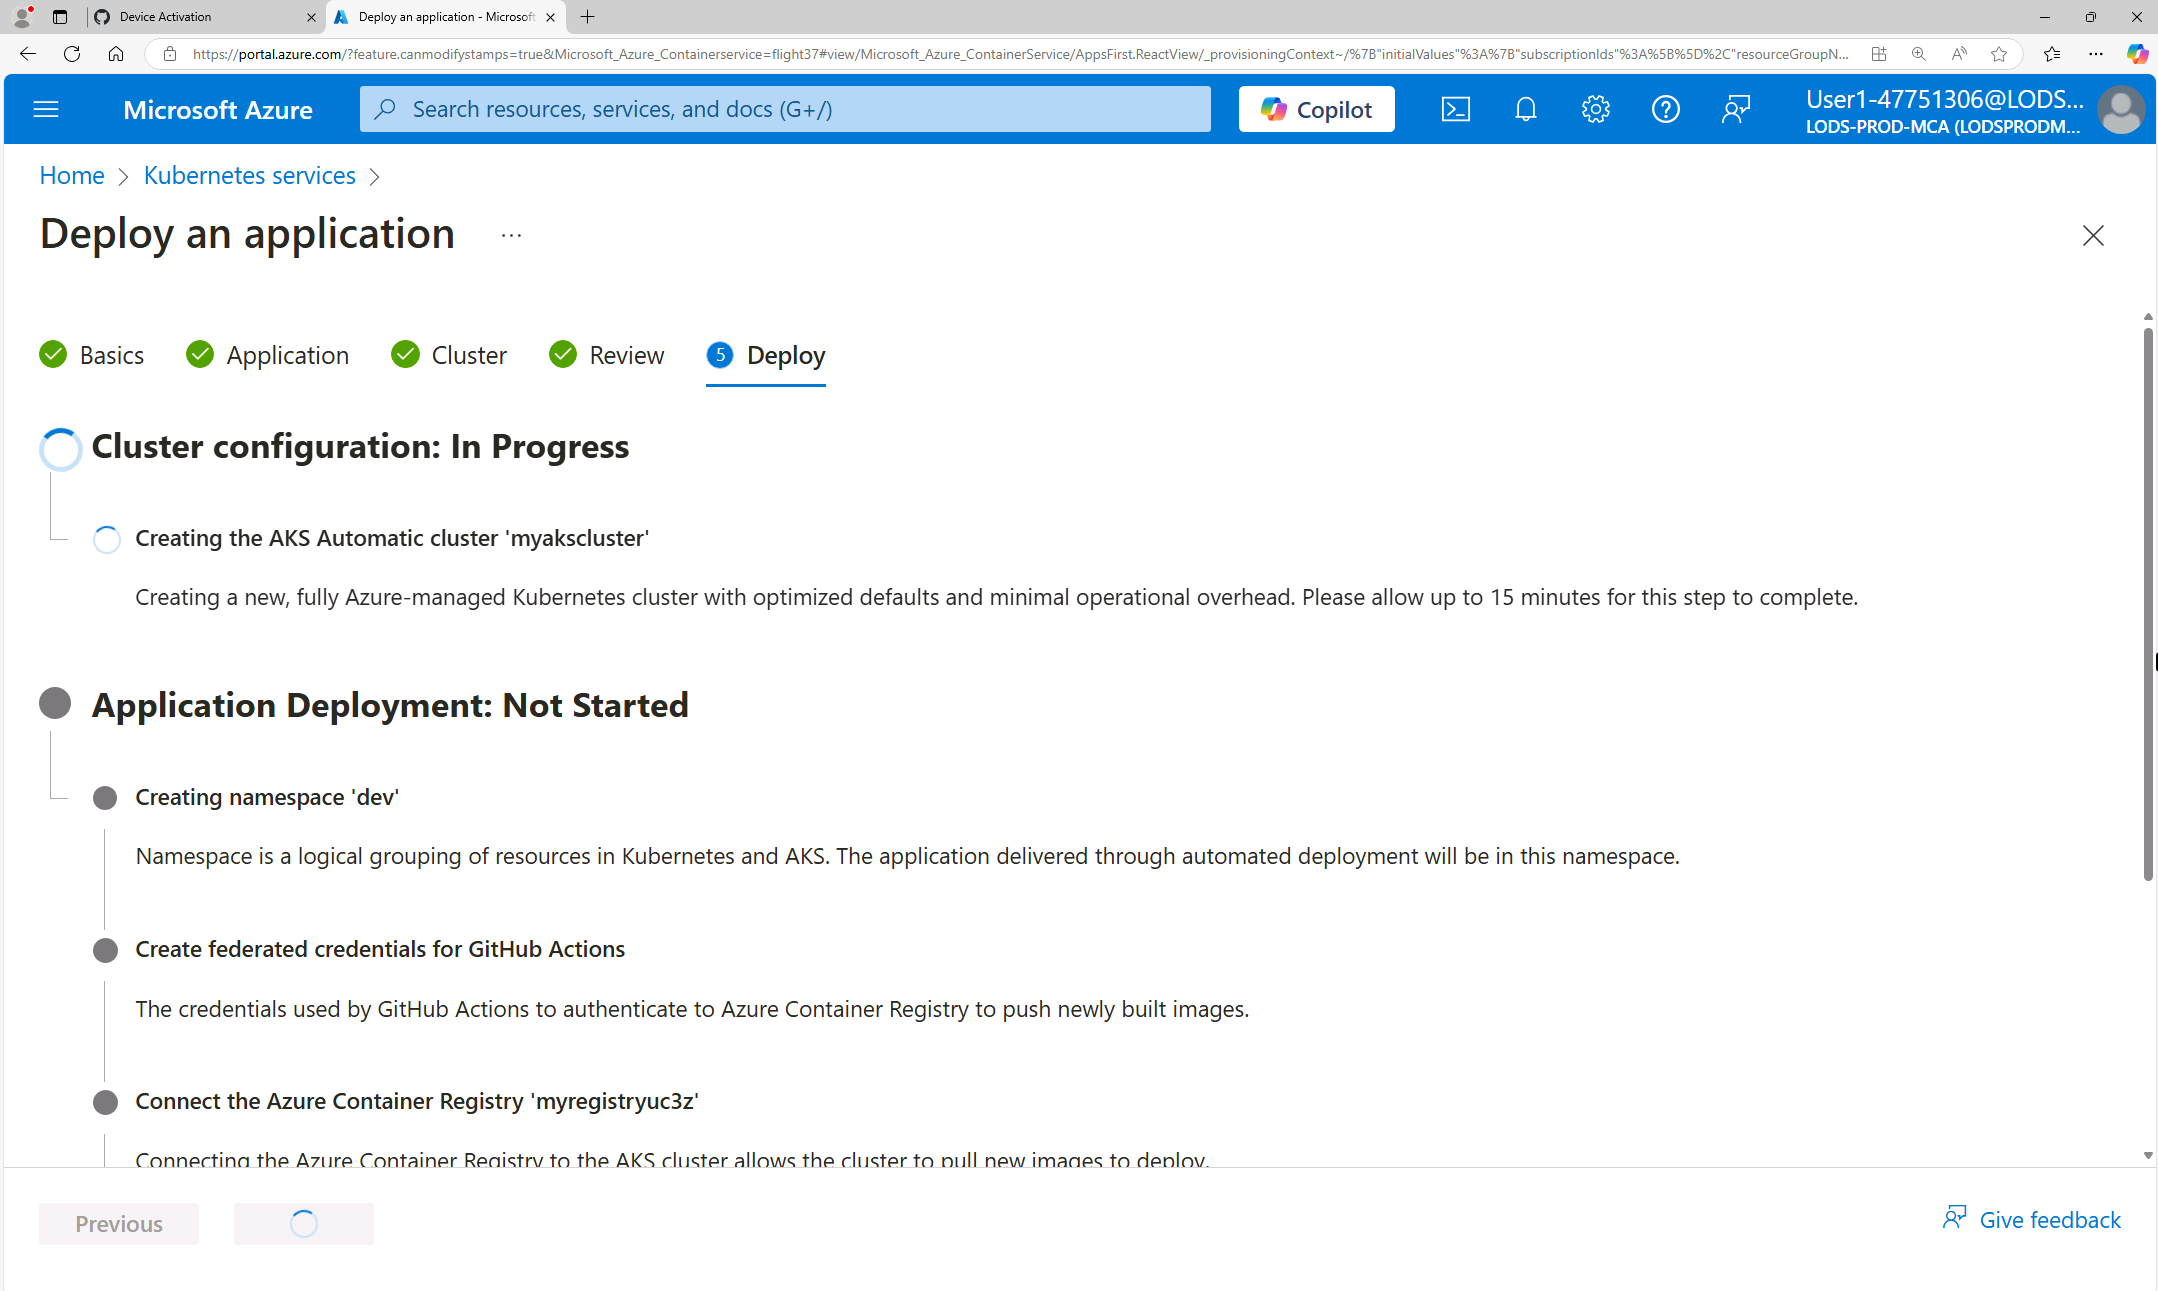 Device Activation
Deploy an application - Microsoft
https://portal.azure.com/?feature.canmodifystamps=true&Microsoft_Azure_Containerservice=flight37#view/Microsoft_Azure_ContainerService/AppsFirst.ReactView/_provisioningContext~/%7B"initialValues"%3A%7B"subscriptionIds"%3A%5B%5D%2C"resourceGroupN...
Microsoft Azure
Search resources, services, and docs (G+/)
Copilot
User1-47751306@LODS...
LODS-PROD-MCA (LODSPRODM...
Home > Kubernetes services >
Deploy an application ...
Basics
Application
Cluster
Review
5 Deploy
Cluster configuration: In Progress
Creating the AKS Automatic cluster 'myakscluster'
Creating a new, fully Azure-managed Kubernetes cluster with optimized defaults and minimal operational overhead. Please allow up to 15 minutes for this step to complete.
Application Deployment: Not Started
Creating namespace 'dev'
Namespace is a logical grouping of resources in Kubernetes and AKS. The application delivered through automated deployment will be in this namespace.
Create federated credentials for GitHub Actions
The credentials used by GitHub Actions to authenticate to Azure Container Registry to push newly built images.
Connect the Azure Container Registry 'myregistryuc3z'
Connecting the Azure Container Registry to the AKS cluster allows the cluster to pull new images to deploy.
Previous
Give feedback